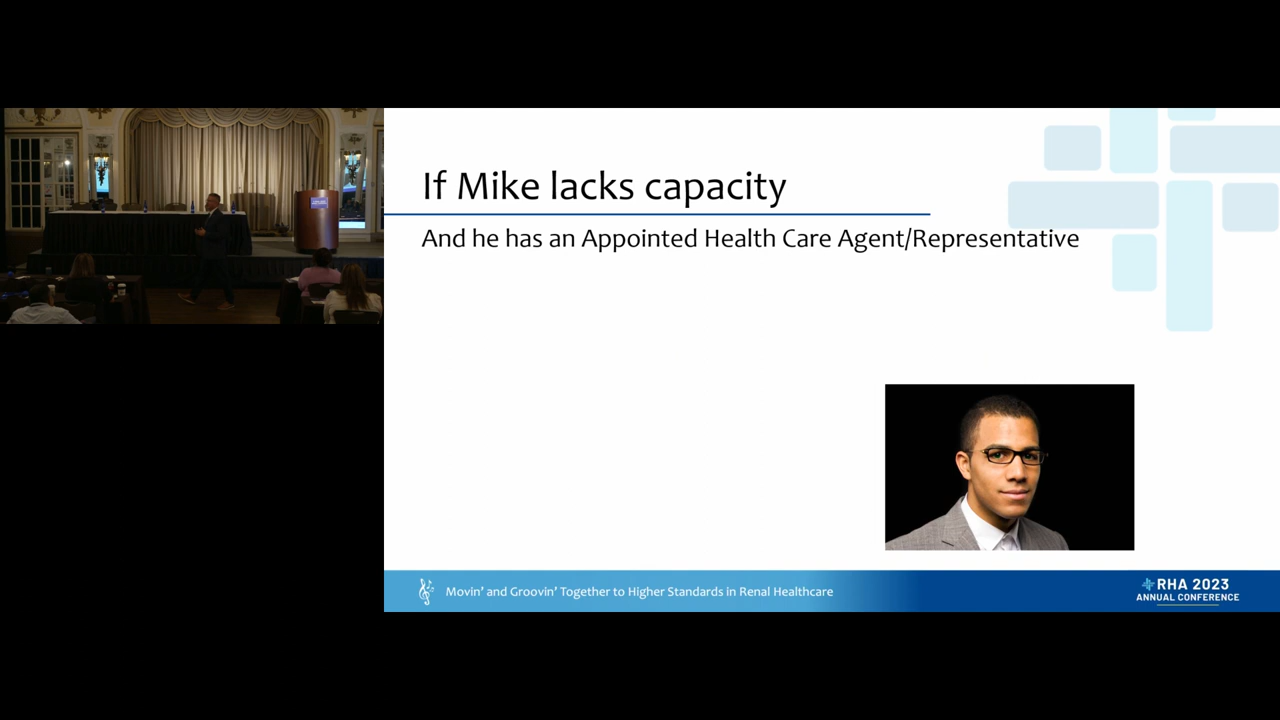 If Mike lacks capacity
And he has an Appointed Health Care Agent/Representative
Movin' and Groovin' Together to Higher Standards in Renal Healthcare
RHA 2023
ANNUAL CONFERENCE